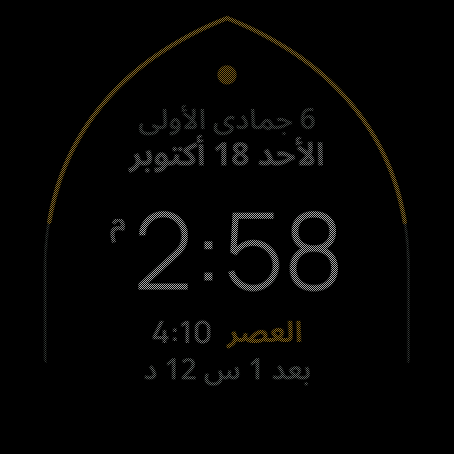 6 جمادى الأولى
الأحد 18 أكتوبر
2:58 م
العصر 4:10
بعد 1 س 12 د